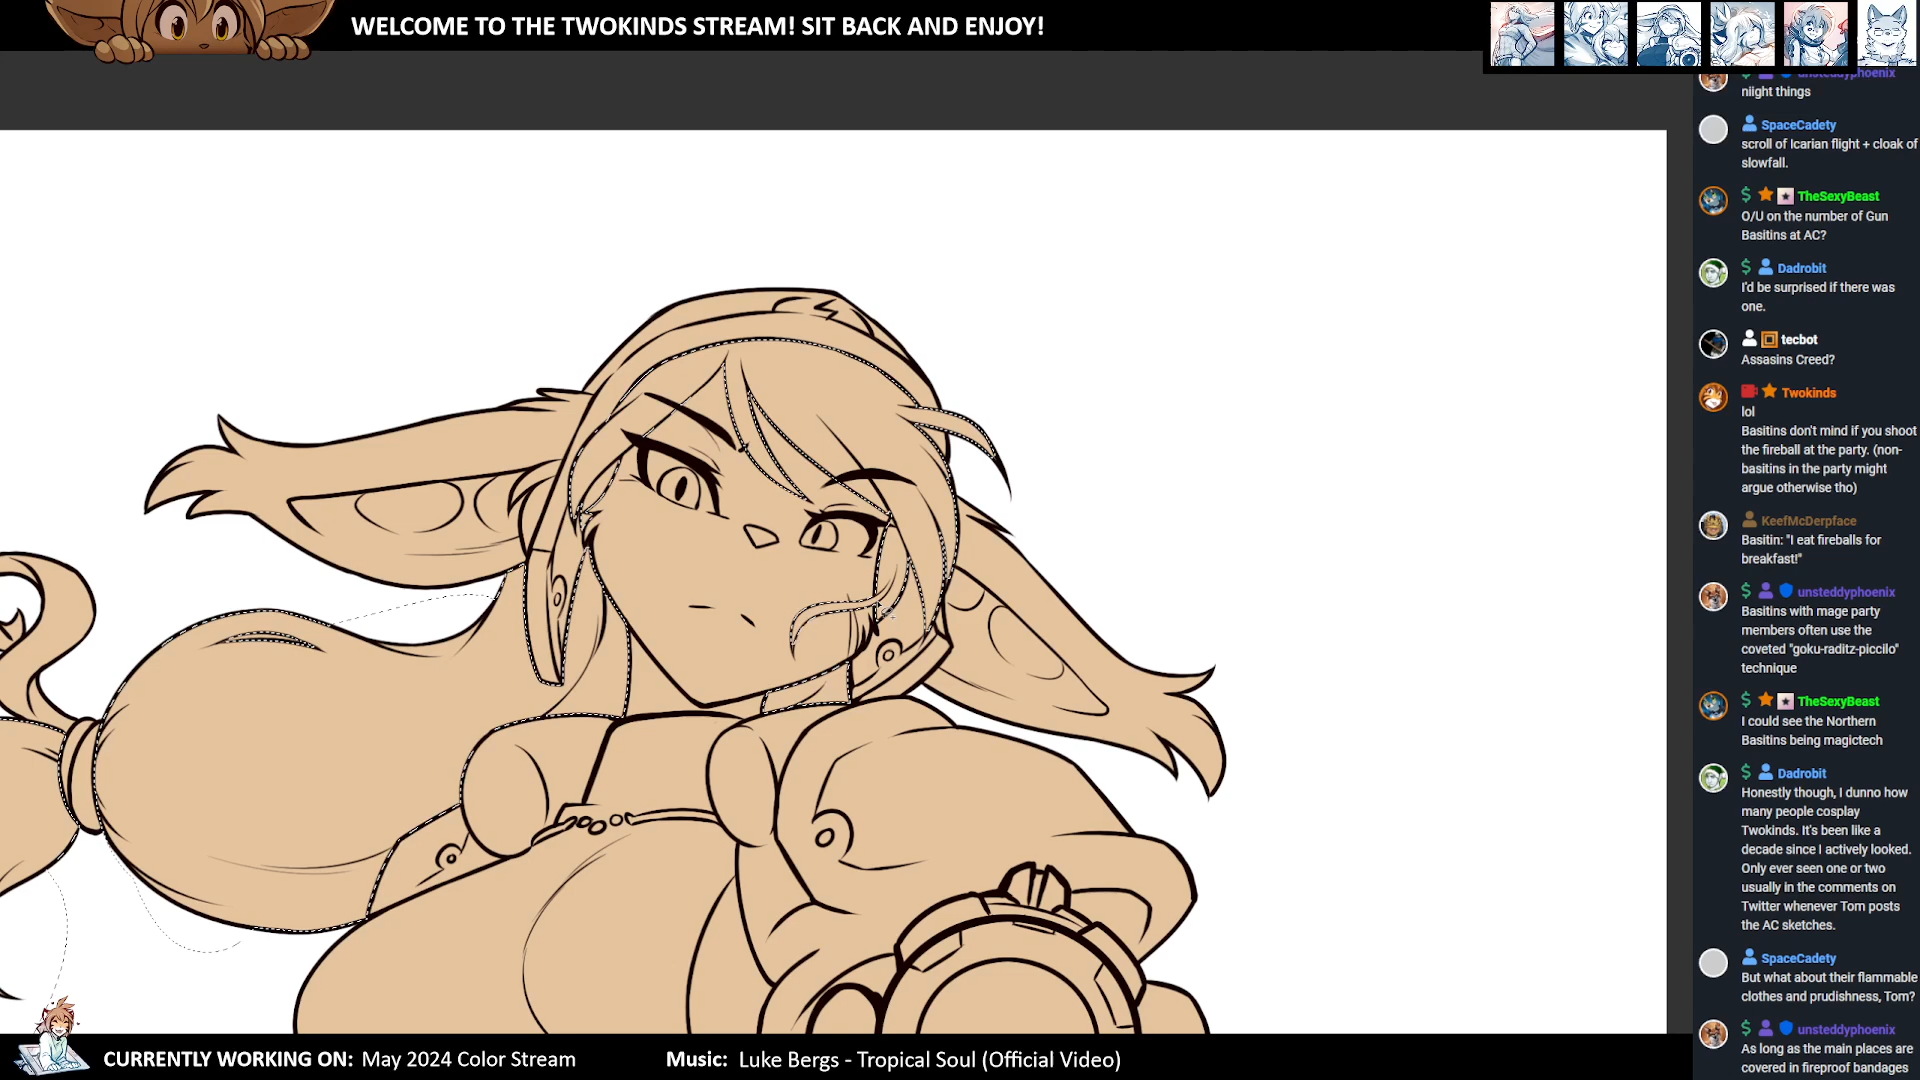 WELCOME TO THE TWOKINDS STREAM! SIT BACK AND ENJOY!
unsteddyphoenix
niight things
SpaceCadety
scroll of Icarian flight + cloak of
slowfall.
TheSexyBeast
O/U on the number of Gun
Basitins at AC?
Dadrobit
I'd be surprised if there was
one.
tecbot
Assasins Creed?
Twokinds
lol
Basitins don't mind if you shoot
the fireball at the party. (non-
basitins in the party might
argue otherwise tho)
KeefMcDerpface
Basitin: "I eat fireballs for
breakfast!"
unsteddyphoenix
Basitins with mage party
members often use the
coveted "goku-raditz-piccilo"
technique
TheSexyBeast
I could see the Northern
Basitins being magictech
Dadrobit
Honestly though, I dunno how
many people cosplay
Twokinds. It's been like a
decade since I actively looked.
Only ever seen one or two
usually in the comments on
Twitter whenever Tom posts
the AC sketches.
SpaceCadety
But what about their flammable
clothes and prudishness, Tom?
unsteddyphoenix
As long as the main places are
covered in fireproof bandages
CURRENTLY WORKING ON: May 2024 Color Stream
Music: Luke Bergs - Tropical Soul (Official Video)